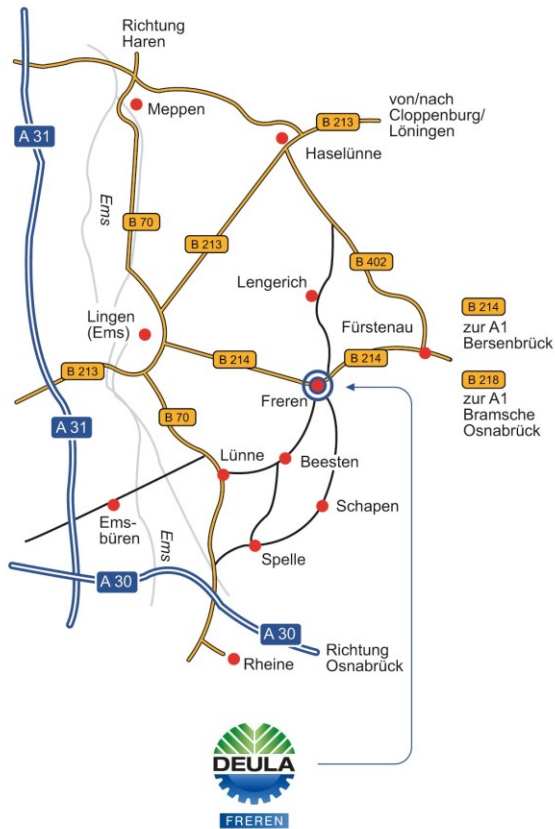 Richtung
Haren
Meppen
von/nach
Cloppenburg/
Löningen
B 213
A 31
Haselünne
Ems
B 70
B 213
B 402
Lengerich
Lingen
(Ems)
Fürstenau
B 214
zur A1
Bersenbrück
B 214
B 214
B 213
Freren
B 218
zur A1
Bramsche
Osnabrück
A 31
B 70
Lünne
Beesten
Schapen
Ems-
büren
Ems
Spelle
A 30
A 30
Richtung
Osnabrück
Rheine
DEULA
FREREN